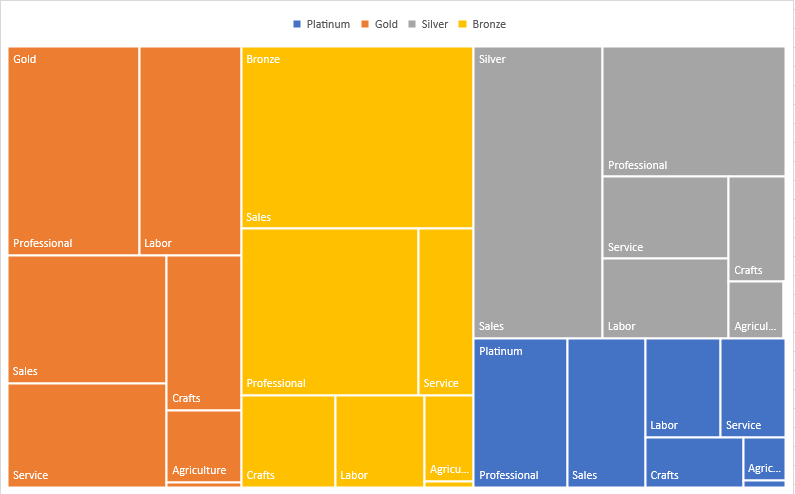 Platinum Gold Silver Bronze
Gold
Professional
Labor
Sales
Crafts
Service
Agriculture
Bronze
Sales
Professional
Service
Crafts
Labor
Agricu...
Silver
Sales
Professional
Service
Crafts
Labor
Agricul...
Platinum
Professional
Sales
Labor
Service
Crafts
Agric...